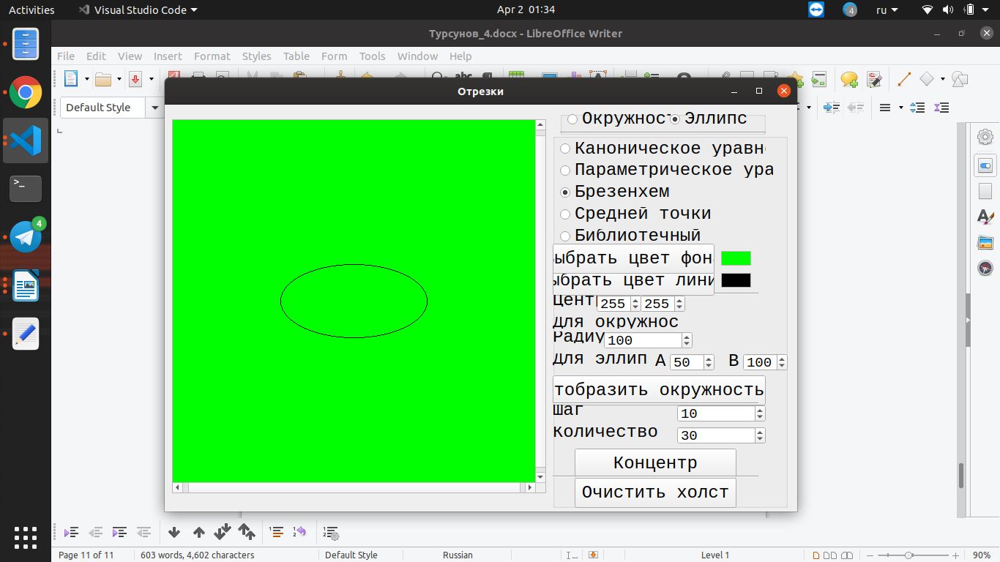 Activities Visual Studio Code Apr 2 01:34 4 ru
Турсунов_4.docx - LibreOffice Writer
File Edit View Insert Format Styles Table Form Tools Window Help
Отрезки
Default Style
Окружност Эллипс
Каноническое уравн
Параметрическое ура
Брезенхем
Средней точки
Библиотечный
ыбрать цвет фон
ыбрать цвет лини
Центр 255 255
Для окружнос
Радиу 100
Для эллип A 50 B 100
тобразить окружность
Шаг 10
Количество 30
Концентр
Очистить холст
4
Page 11 of 11 603 words, 4,602 characters Default Style Russian Level 1 90%